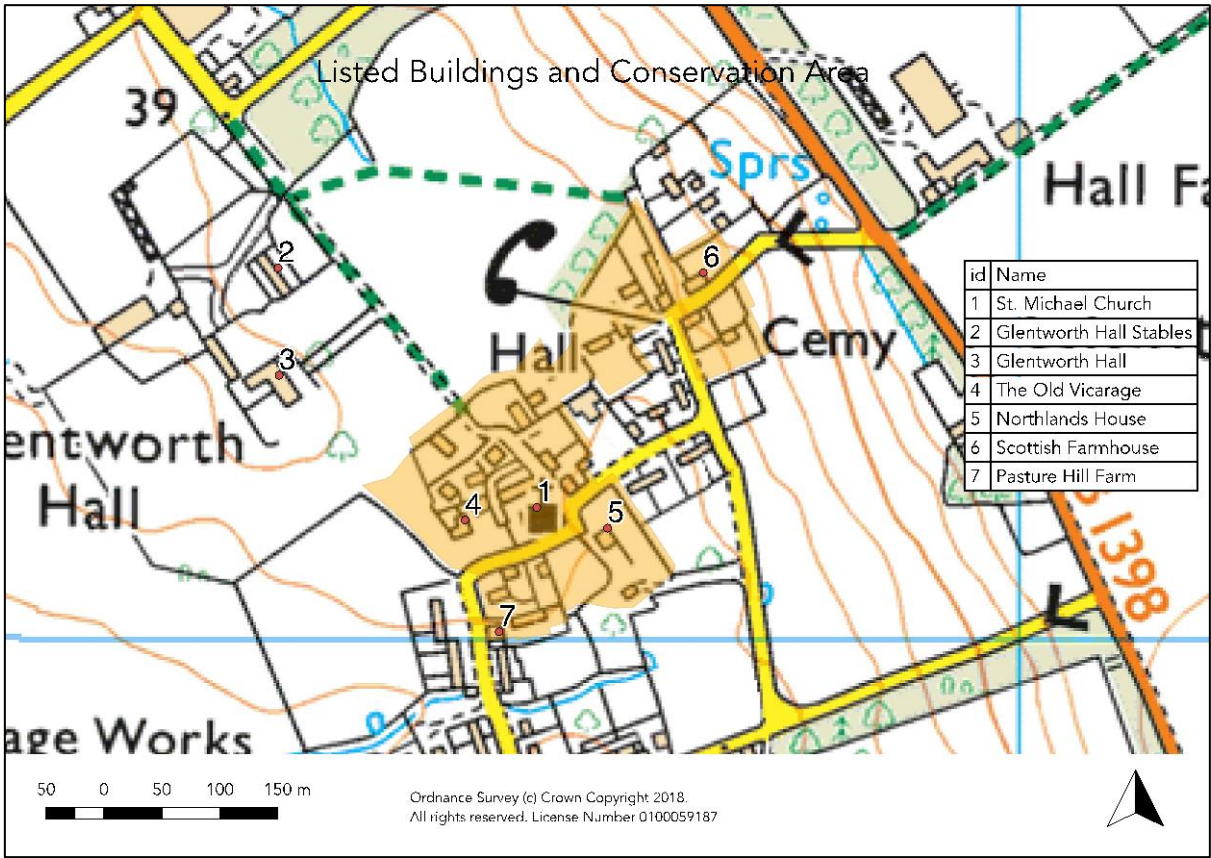 Listed Buildings and Conservation Area
39
Sprs
Hall Fa
2
6
id Name
1 St. Michael Church
2 Glentworth Hall Stables
3 Glentworth Hall
4 The Old Vicarage
5 Northlands House
6 Scottish Farmhouse
7 Pasture Hill Farm
Hall
Cemy
3
entworth
Hall
4
1
5
B 1398
7
age Works
50 0 50 100 150 m
Ordnance Survey (c) Crown Copyright 2018.
All rights reserved. License Number 0100059187